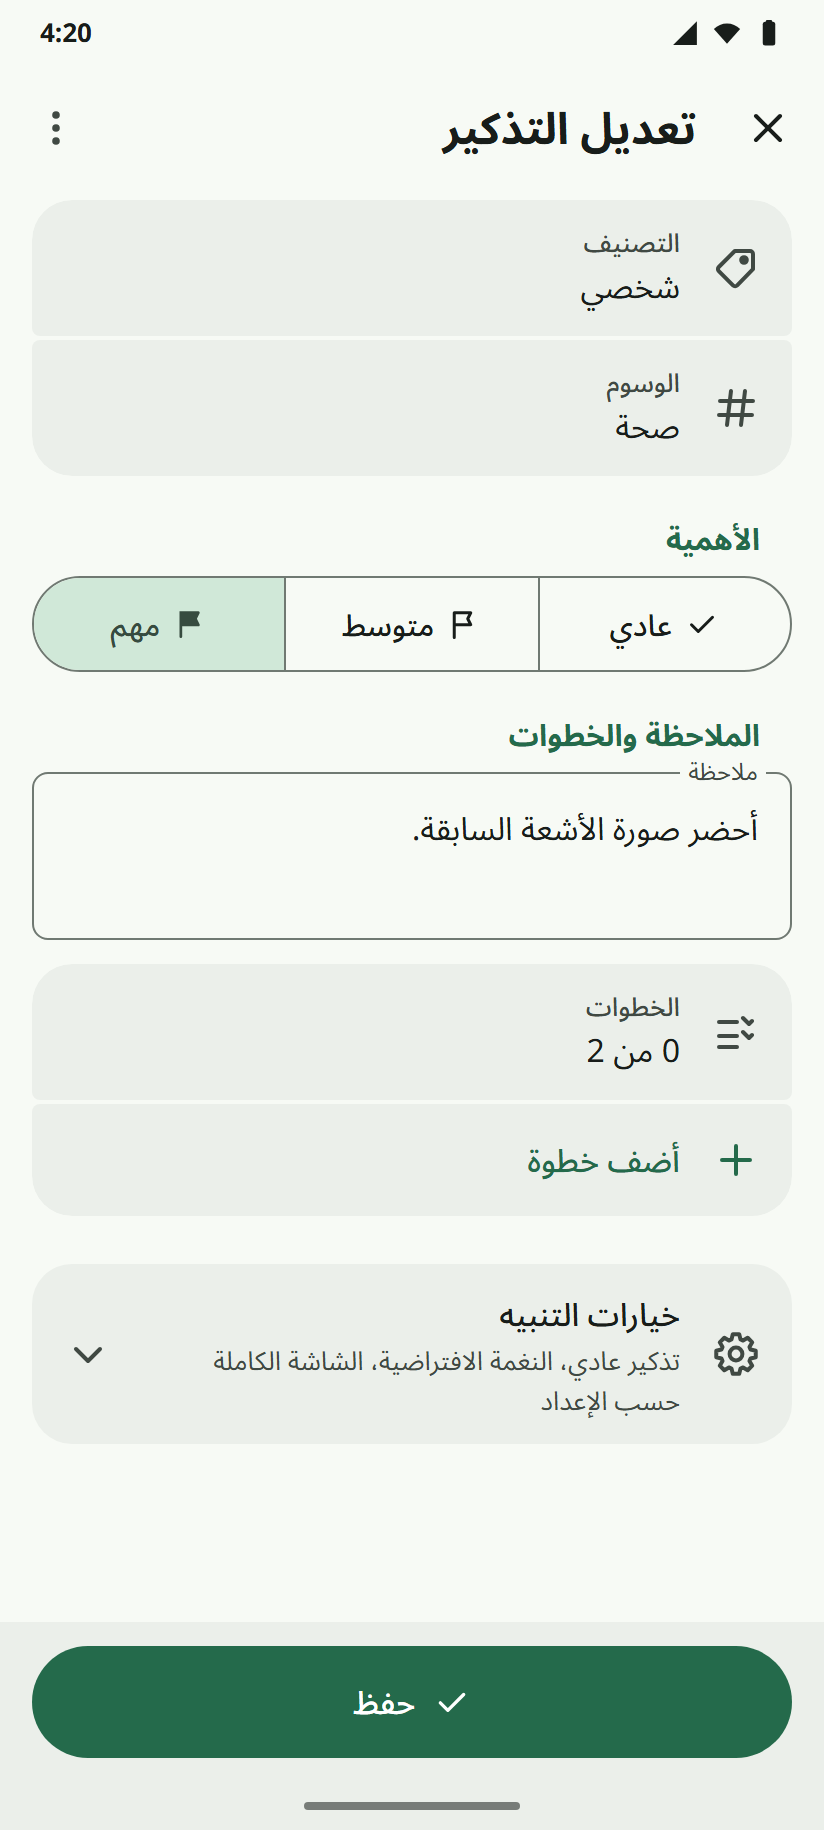 4:20
تعديل التذكير
التصنيف
شخصي
الوسوم
صحة
الأهمية
عادي
متوسط
مهم
الملاحظة والخطوات
ملاحظة
أحضر صورة الأشعة السابقة.
الخطوات
0 من 2
أضف خطوة
خيارات التنبيه
تذكير عادي، النغمة الافتراضية، الشاشة الكاملة
حسب الإعداد
حفظ